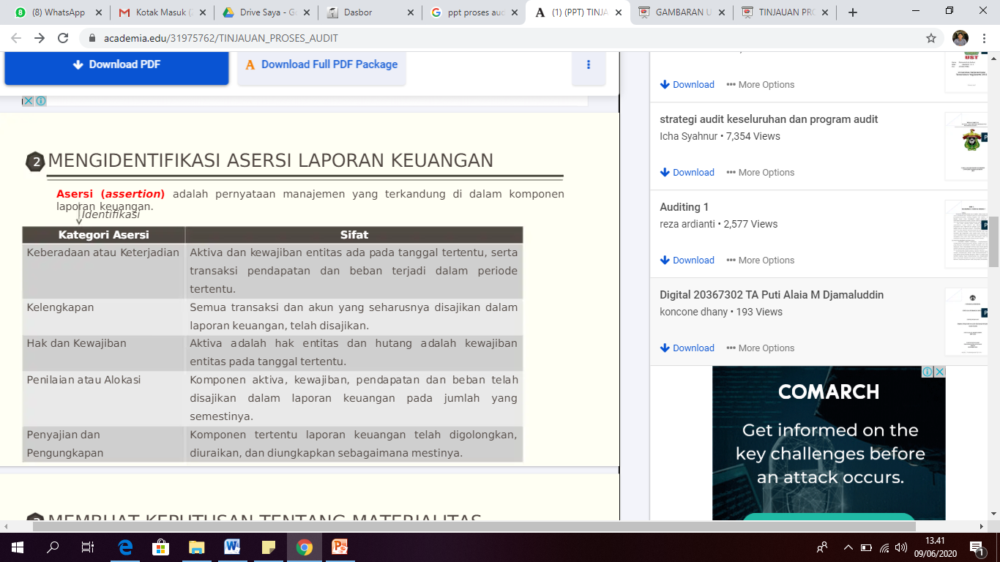 (8) WhatsApp
Kotak Masuk (
Drive Saya - G
Dasbor
ppt proses aud
(1) (PPT) TINJA
GAMBARAN U
TINJAUAN PRO
academia.edu/31975762/TINJAUAN_PROSES_AUDIT
Download PDF
A Download Full PDF Package
2 MENGIDENTIFIKASI ASERSI LAPORAN KEUANGAN
Asersi (assertion) adalah pernyataan manajemen yang terkandung di dalam komponen
laporan keuangan.
Identifikasi
Kategori Asersi Sifat
Keberadaan atau Keterjadian Aktiva dan kewajiban entitas ada pada tanggal tertentu, serta
transaksi pendapatan dan beban terjadi dalam periode
tertentu.
Kelengkapan Semua transaksi dan akun yang seharusnya disajikan dalam
laporan keuangan, telah disajikan.
Hak dan Kewajiban Aktiva adalah hak entitas dan hutang adalah kewajiban
entitas pada tanggal tertentu.
Penilaian atau Alokasi Komponen aktiva, kewajiban, pendapatan dan beban telah
disajikan dalam laporan keuangan pada jumlah yang
semestinya.
Penyajian dan Komponen tertentu laporan keuangan telah digolongkan,
Pengungkapan diuraikan, dan diungkapkan sebagaimana mestinya.
3 MEMBUAT KEPUTUSAN TENTANG MATERIALITAS
UST
Download ••• More Options
strategi audit keseluruhan dan program audit
Icha Syahnur • 7,354 Views
Download ••• More Options
Auditing 1
reza ardianti • 2,577 Views
Download ••• More Options
Digital 20367302 TA Puti Alaia M Djamaluddin
koncone dhany • 193 Views
Download ••• More Options
COMARCH
Get informed on the
key challenges before
an attack occurs.
13.41
09/06/2020
1